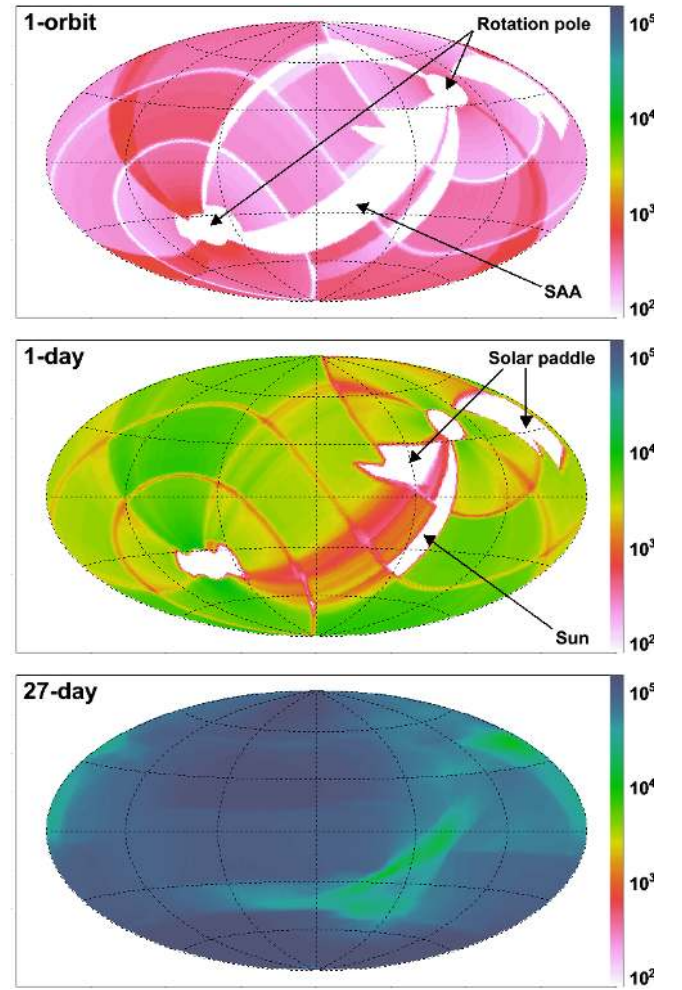 1-orbit
Rotation pole
SAA
10⁵
10⁴
10³
10²
1-day
Solar paddle
Sun
10⁵
10⁴
10³
10²
27-day
10⁵
10⁴
10³
10²